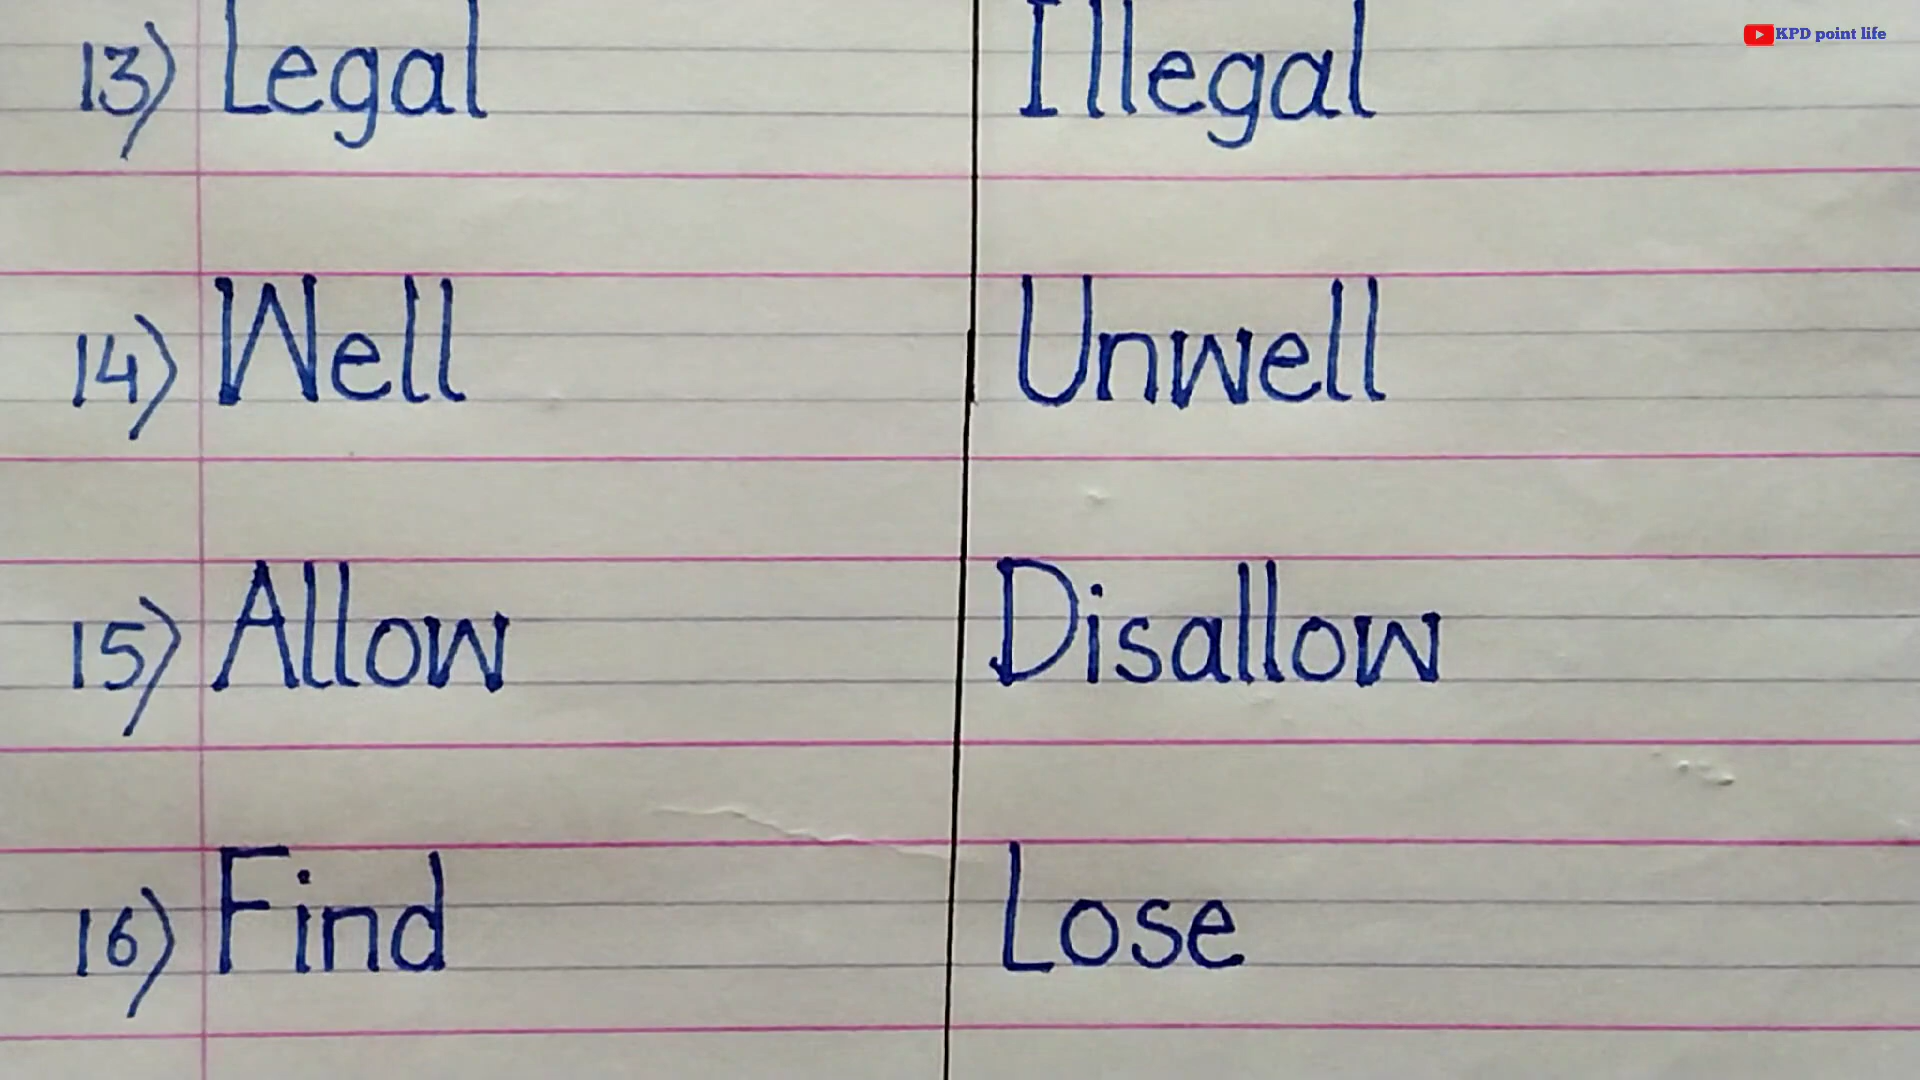 KPD point life
13) Legal Illegal
14) Well Unwell
15) Allow Disallow
16) Find Lose